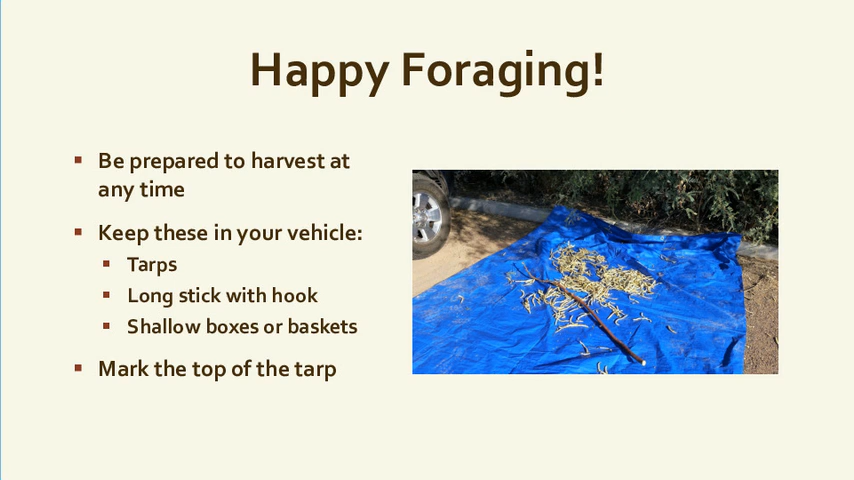 Happy Foraging!
Be prepared to harvest at
any time
Keep these in your vehicle:
Tarps
Long stick with hook
Shallow boxes or baskets
Mark the top of the tarp